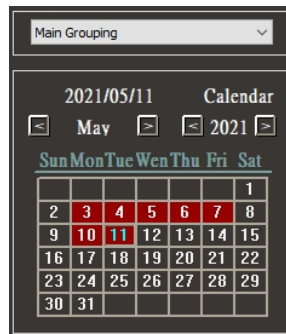 Main Grouping
2021/05/11 Calendar
< May > < 2021 >
Sun Mon Tue Wen Thu Fri Sat
1
2 3 4 5 6 7 8
9 10 11 12 13 14 15
16 17 18 19 20 21 22
23 24 25 26 27 28 29
30 31